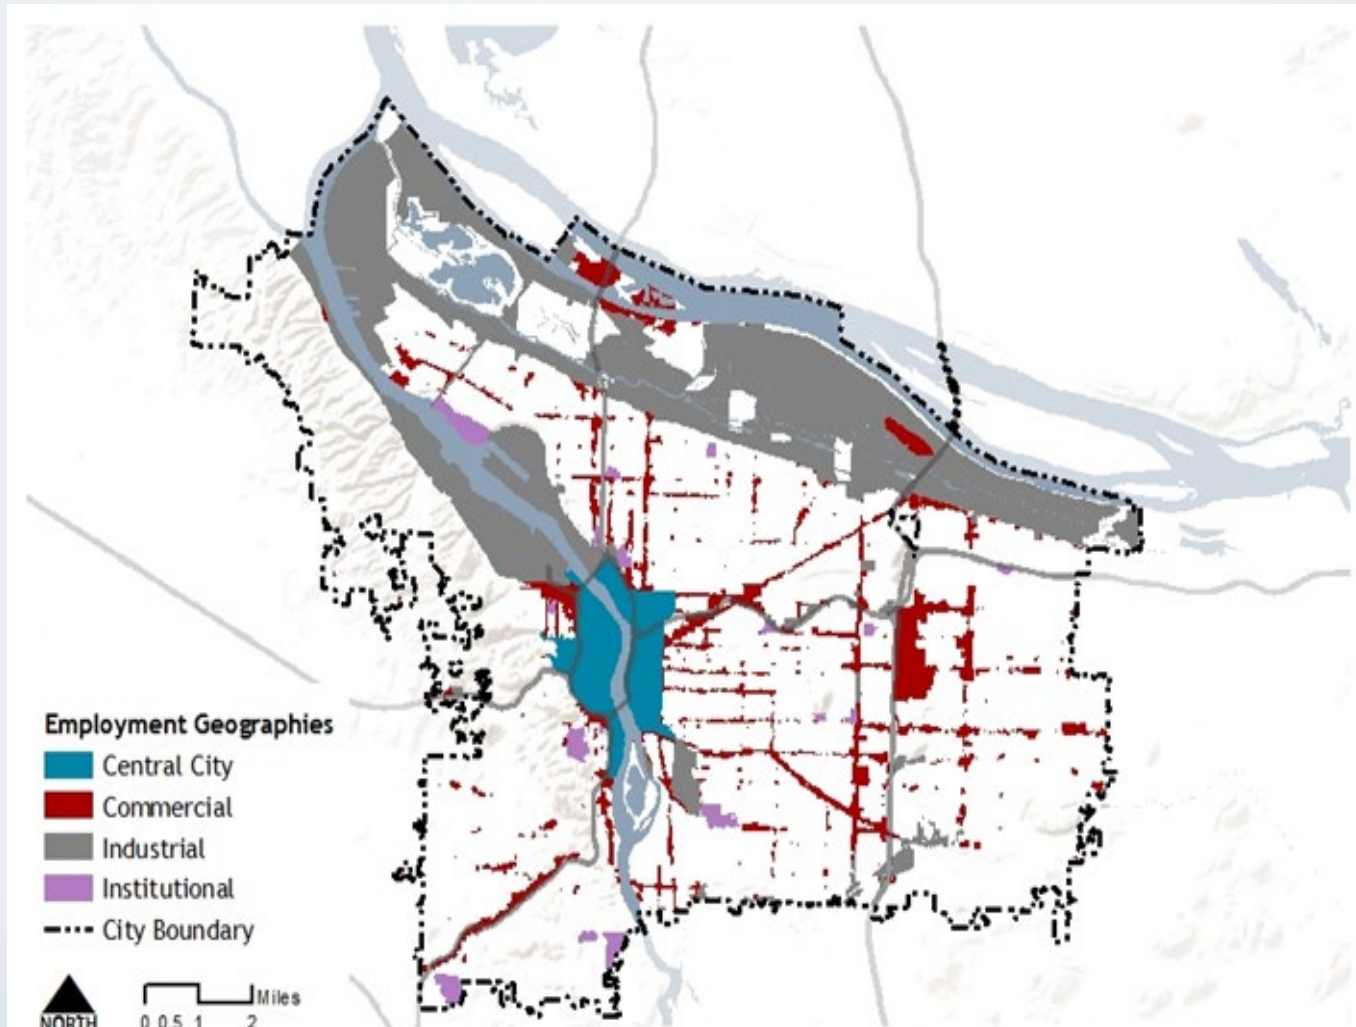 Employment Geographies
Central City
Commercial
Industrial
Institutional
City Boundary
Miles
NORTH
0 0.5 1 2